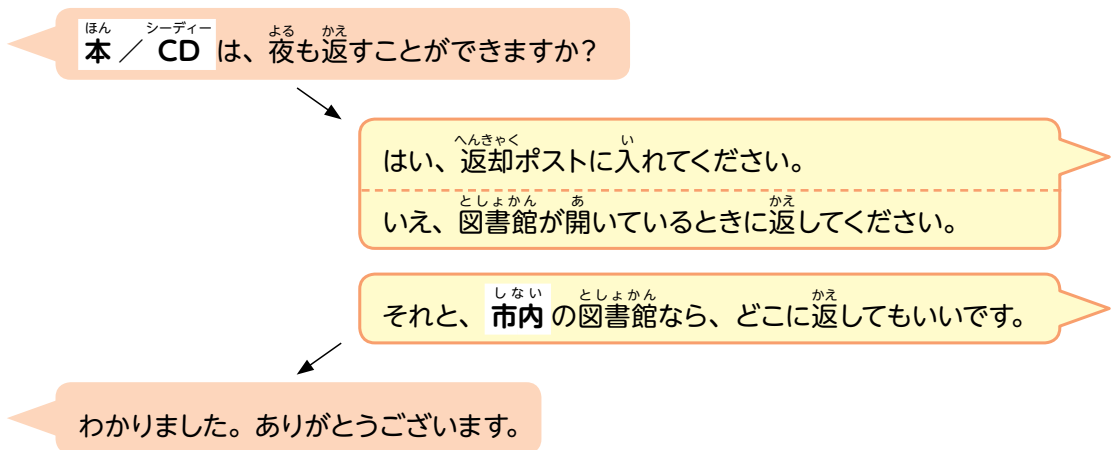 本／CDは、夜も返すことができますか？
はい、返却ポストに入れてください。
いえ、図書館が開いているときに返してください。
それと、市内の図書館なら、どこに返してもいいです。
わかりました。ありがとうございます。